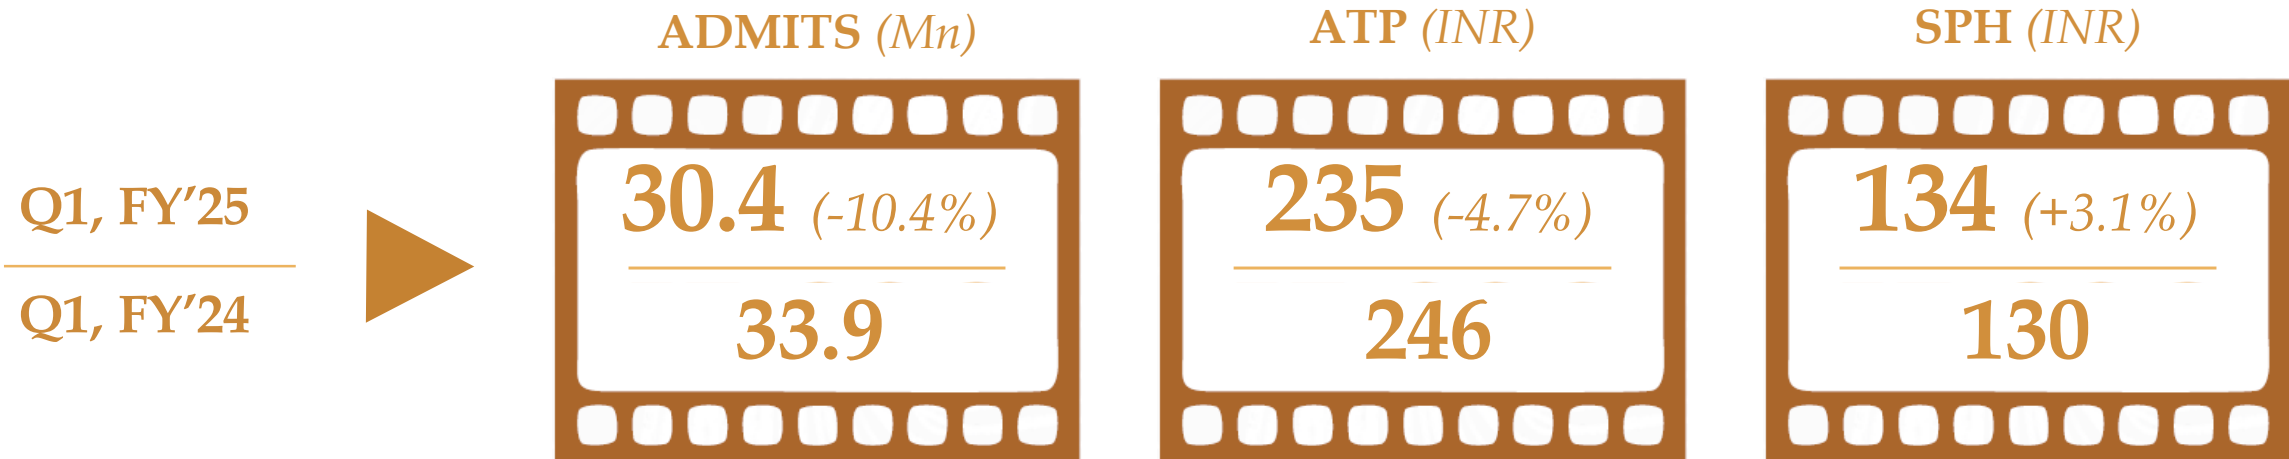 ADMITS (Mn)
ATP (INR)
SPH (INR)
Q1, FY’25
30.4 (-10.4%)
235 (-4.7%)
134 (+3.1%)
Q1, FY’24
33.9
246
130